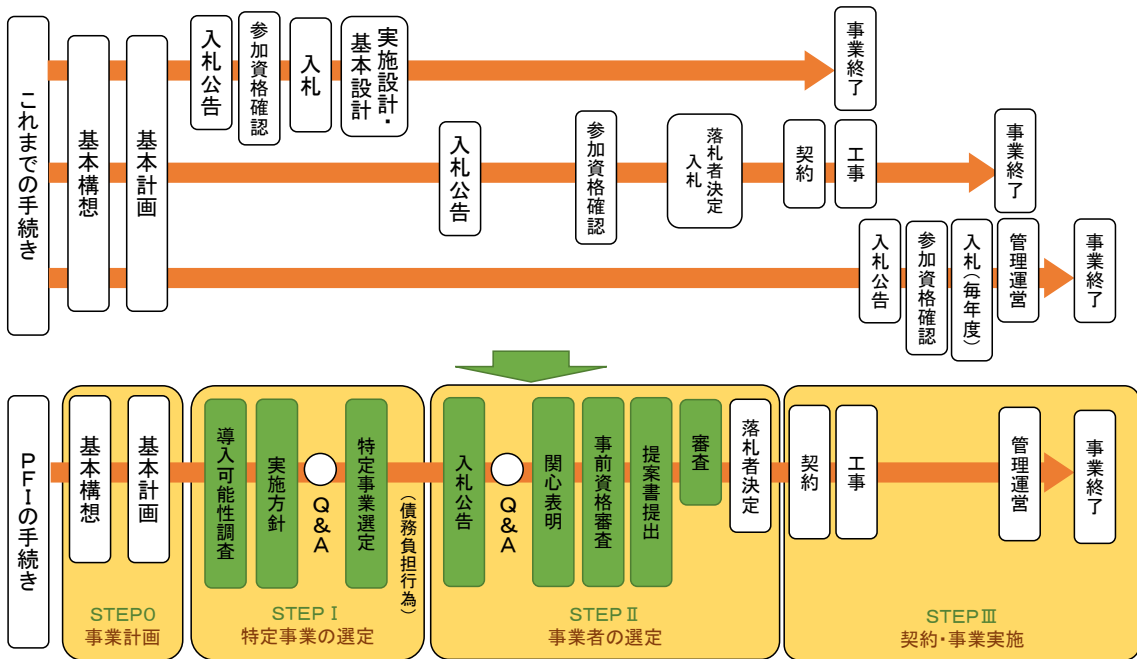 これまでの手続き
基本構想
基本計画
入札公告
参加資格確認
入札
実施設計・
基本設計
事業終了
入札公告
参加資格確認
落札者決定
入札
契約
工事
事業終了
入札公告
参加資格確認
入札(毎年度)
管理運営
事業終了
PFIの手続き
基本構想
基本計画
STEP0
事業計画
導入可能性調査
実施方針
Q&A
特定事業選定
(債務負担行為)
STEPⅠ
特定事業の選定
入札公告
Q&A
関心表明
事前資格審査
提案書提出
審査
落札者決定
STEPⅡ
事業者の選定
契約
工事
管理運営
事業終了
STEPⅢ
契約・事業実施